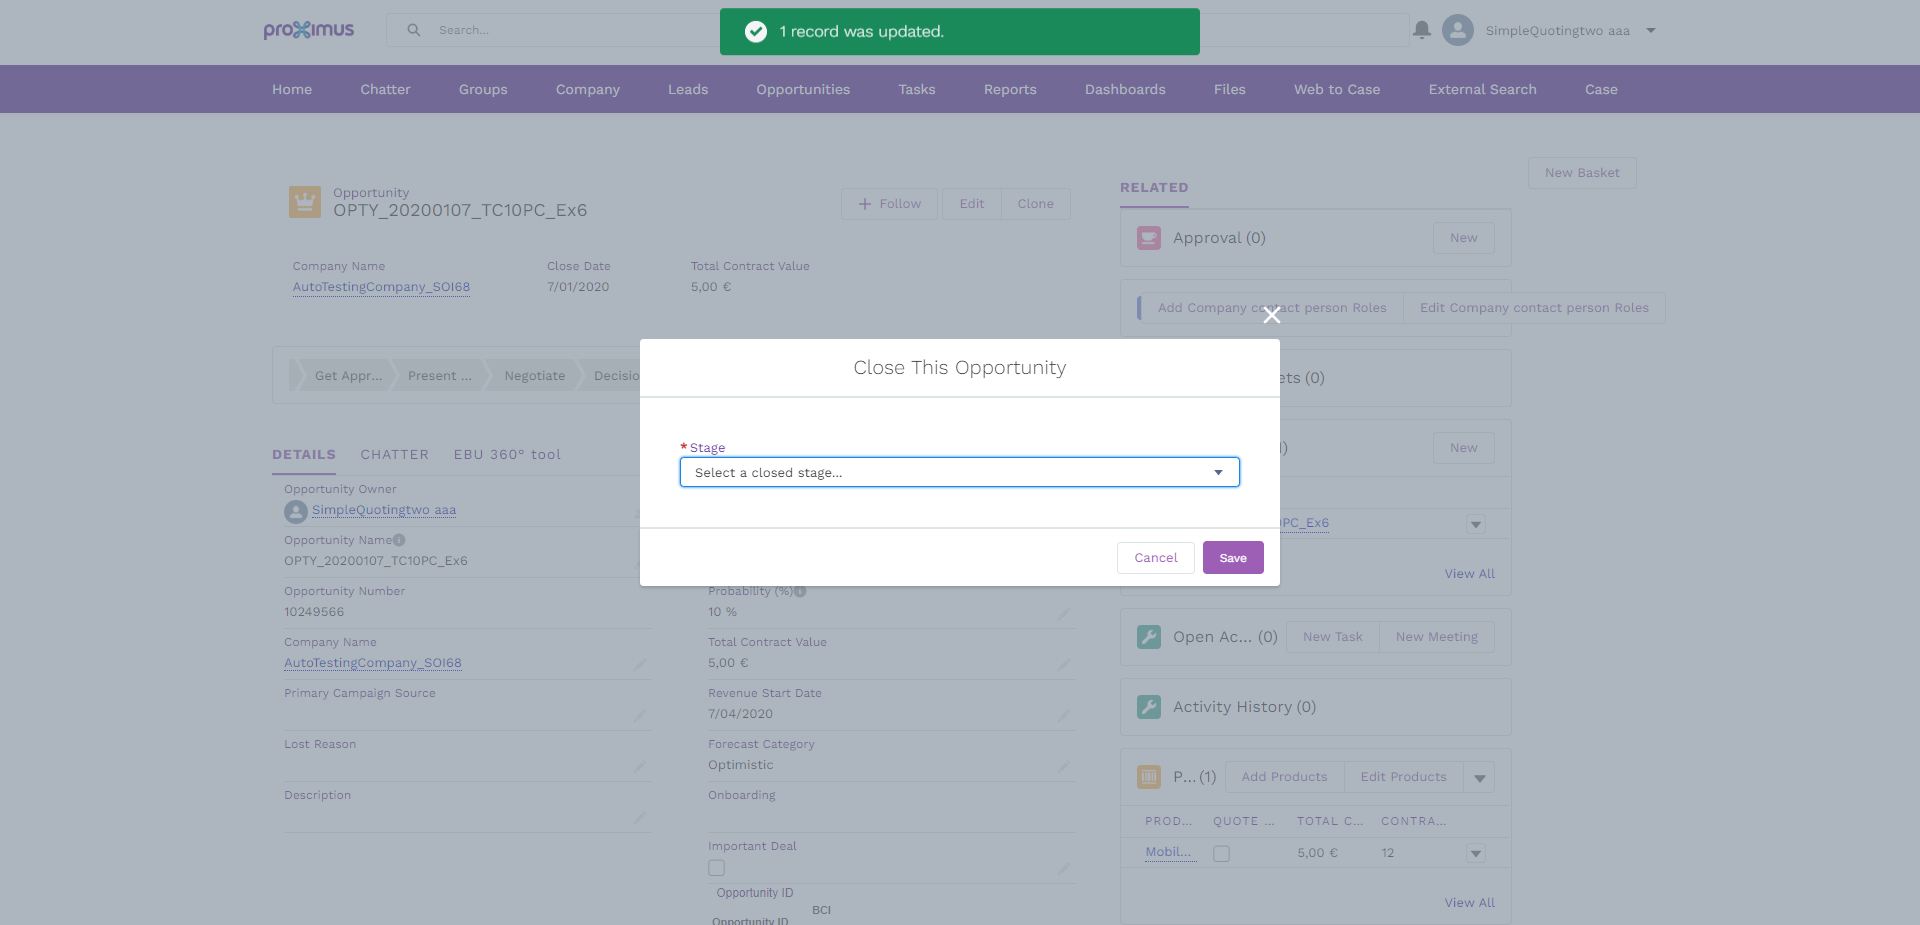 proximus
Search...
1 record was updated.
SimpleQuotingtwo aaa
Home
Chatter
Groups
Company
Leads
Opportunities
Tasks
Reports
Dashboards
Files
Web to Case
External Search
Case
New Basket
Opportunity
OPTY_20200107_TC10PC_Ex6
Follow
Edit
Clone
Company Name
AutoTestingCompany_SOI68
Close Date
7/01/2020
Total Contract Value
5,00 €
RELATED
Approval (0)
New
Add Company contact person Roles
Edit Company contact person Roles
ets (0)
Get Appr...
Present ...
Negotiate
Decisio
Close This Opportunity
*Stage
Select a closed stage...
Cancel
Save
1)
New
PC_Ex6
View All
DETAILS
CHATTER
EBU 360° tool
Opportunity Owner
SimpleQuotingtwo aaa
Opportunity Name
OPTY_20200107_TC10PC_Ex6
Opportunity Number
10249566
Company Name
AutoTestingCompany_SOI68
Primary Campaign Source
Lost Reason
Description
Probability (%)
10 %
Total Contract Value
5,00 €
Revenue Start Date
7/04/2020
Forecast Category
Optimistic
Onboarding
Important Deal
Opportunity ID
BCI
Opportunity ID
Open Ac... (0)
New Task
New Meeting
Activity History (0)
P... (1)
Add Products
Edit Products
PROD...
QUOTE ...
TOTAL C...
CONTRA...
Mobil...
5,00 €
12
View All